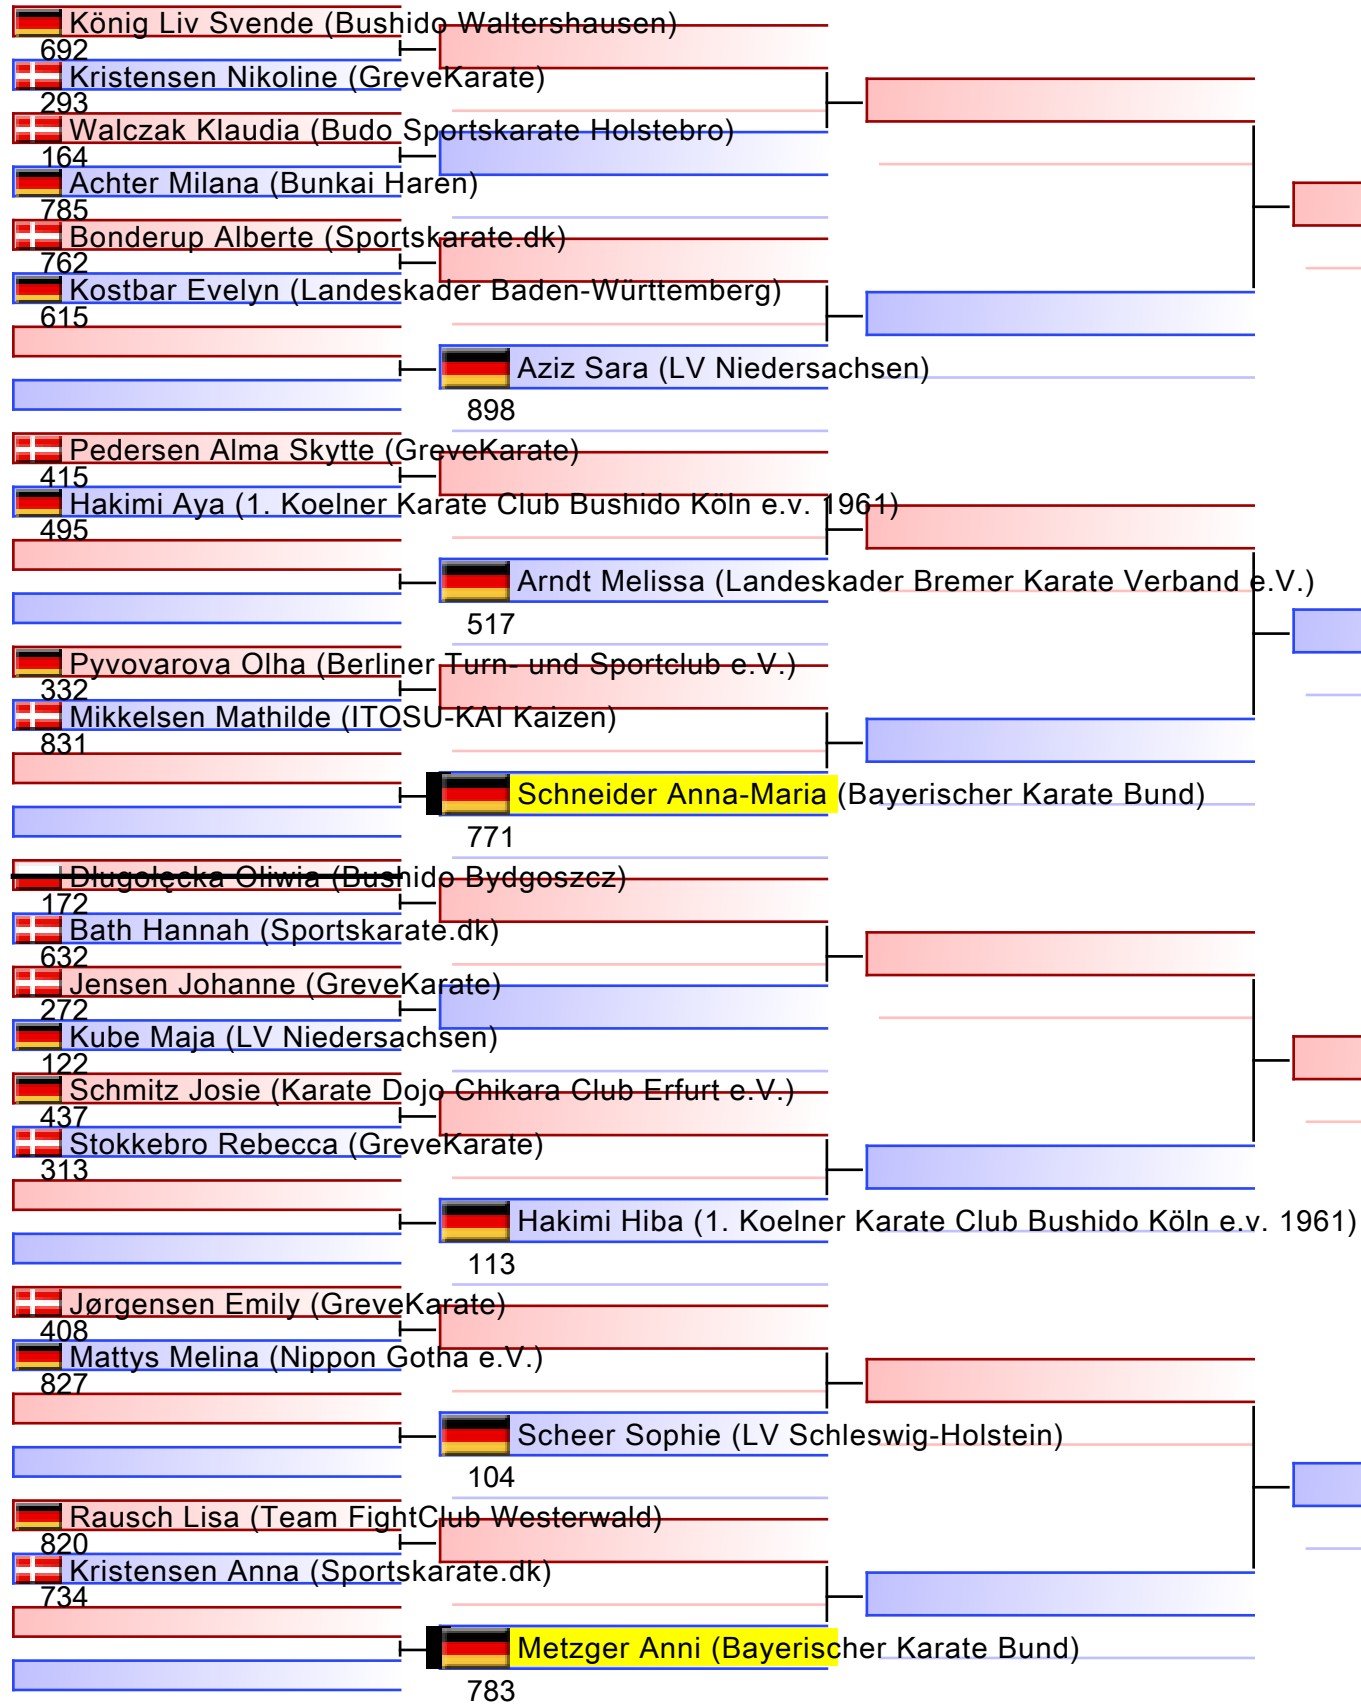 König Liv Svende (Bushido Waltershausen)
692
Kristensen Nikoline (GreveKarate)
293
Walczak Klaudia (Budo Sportskarate Holstebro)
164
Achter Milana (Bunkai Haren)
785
Bonderup Alberte (Sportskarate.dk)
762
Kostbar Evelyn (Landeskader Baden-Württemberg)
615
Aziz Sara (LV Niedersachsen)
898
Pedersen Alma Skytte (GreveKarate)
415
Hakimi Aya (1. Koelner Karate Club Bushido Köln e.v. 1961)
495
Arndt Melissa (Landeskader Bremer Karate Verband e.V.)
517
Pyvovarova Olha (Berliner Turn- und Sportclub e.V.)
332
Mikkelsen Mathilde (ITOSU-KAI Kaizen)
831
Schneider Anna-Maria (Bayerischer Karate Bund)
771
Długołęcka Oliwia (Bushido Bydgoszcz)
172
Bath Hannah (Sportskarate.dk)
632
Jensen Johanne (GreveKarate)
272
Kube Maja (LV Niedersachsen)
122
Schmitz Josie (Karate Dojo Chikara Club Erfurt e.V.)
437
Stokkebro Rebecca (GreveKarate)
313
Hakimi Hiba (1. Koelner Karate Club Bushido Köln e.v. 1961)
113
Jørgensen Emily (GreveKarate)
408
Mattys Melina (Nippon Gotha e.V.)
827
Scheer Sophie (LV Schleswig-Holstein)
104
Rausch Lisa (Team FightClub Westerwald)
820
Kristensen Anna (Sportskarate.dk)
734
Metzger Anni (Bayerischer Karate Bund)
783